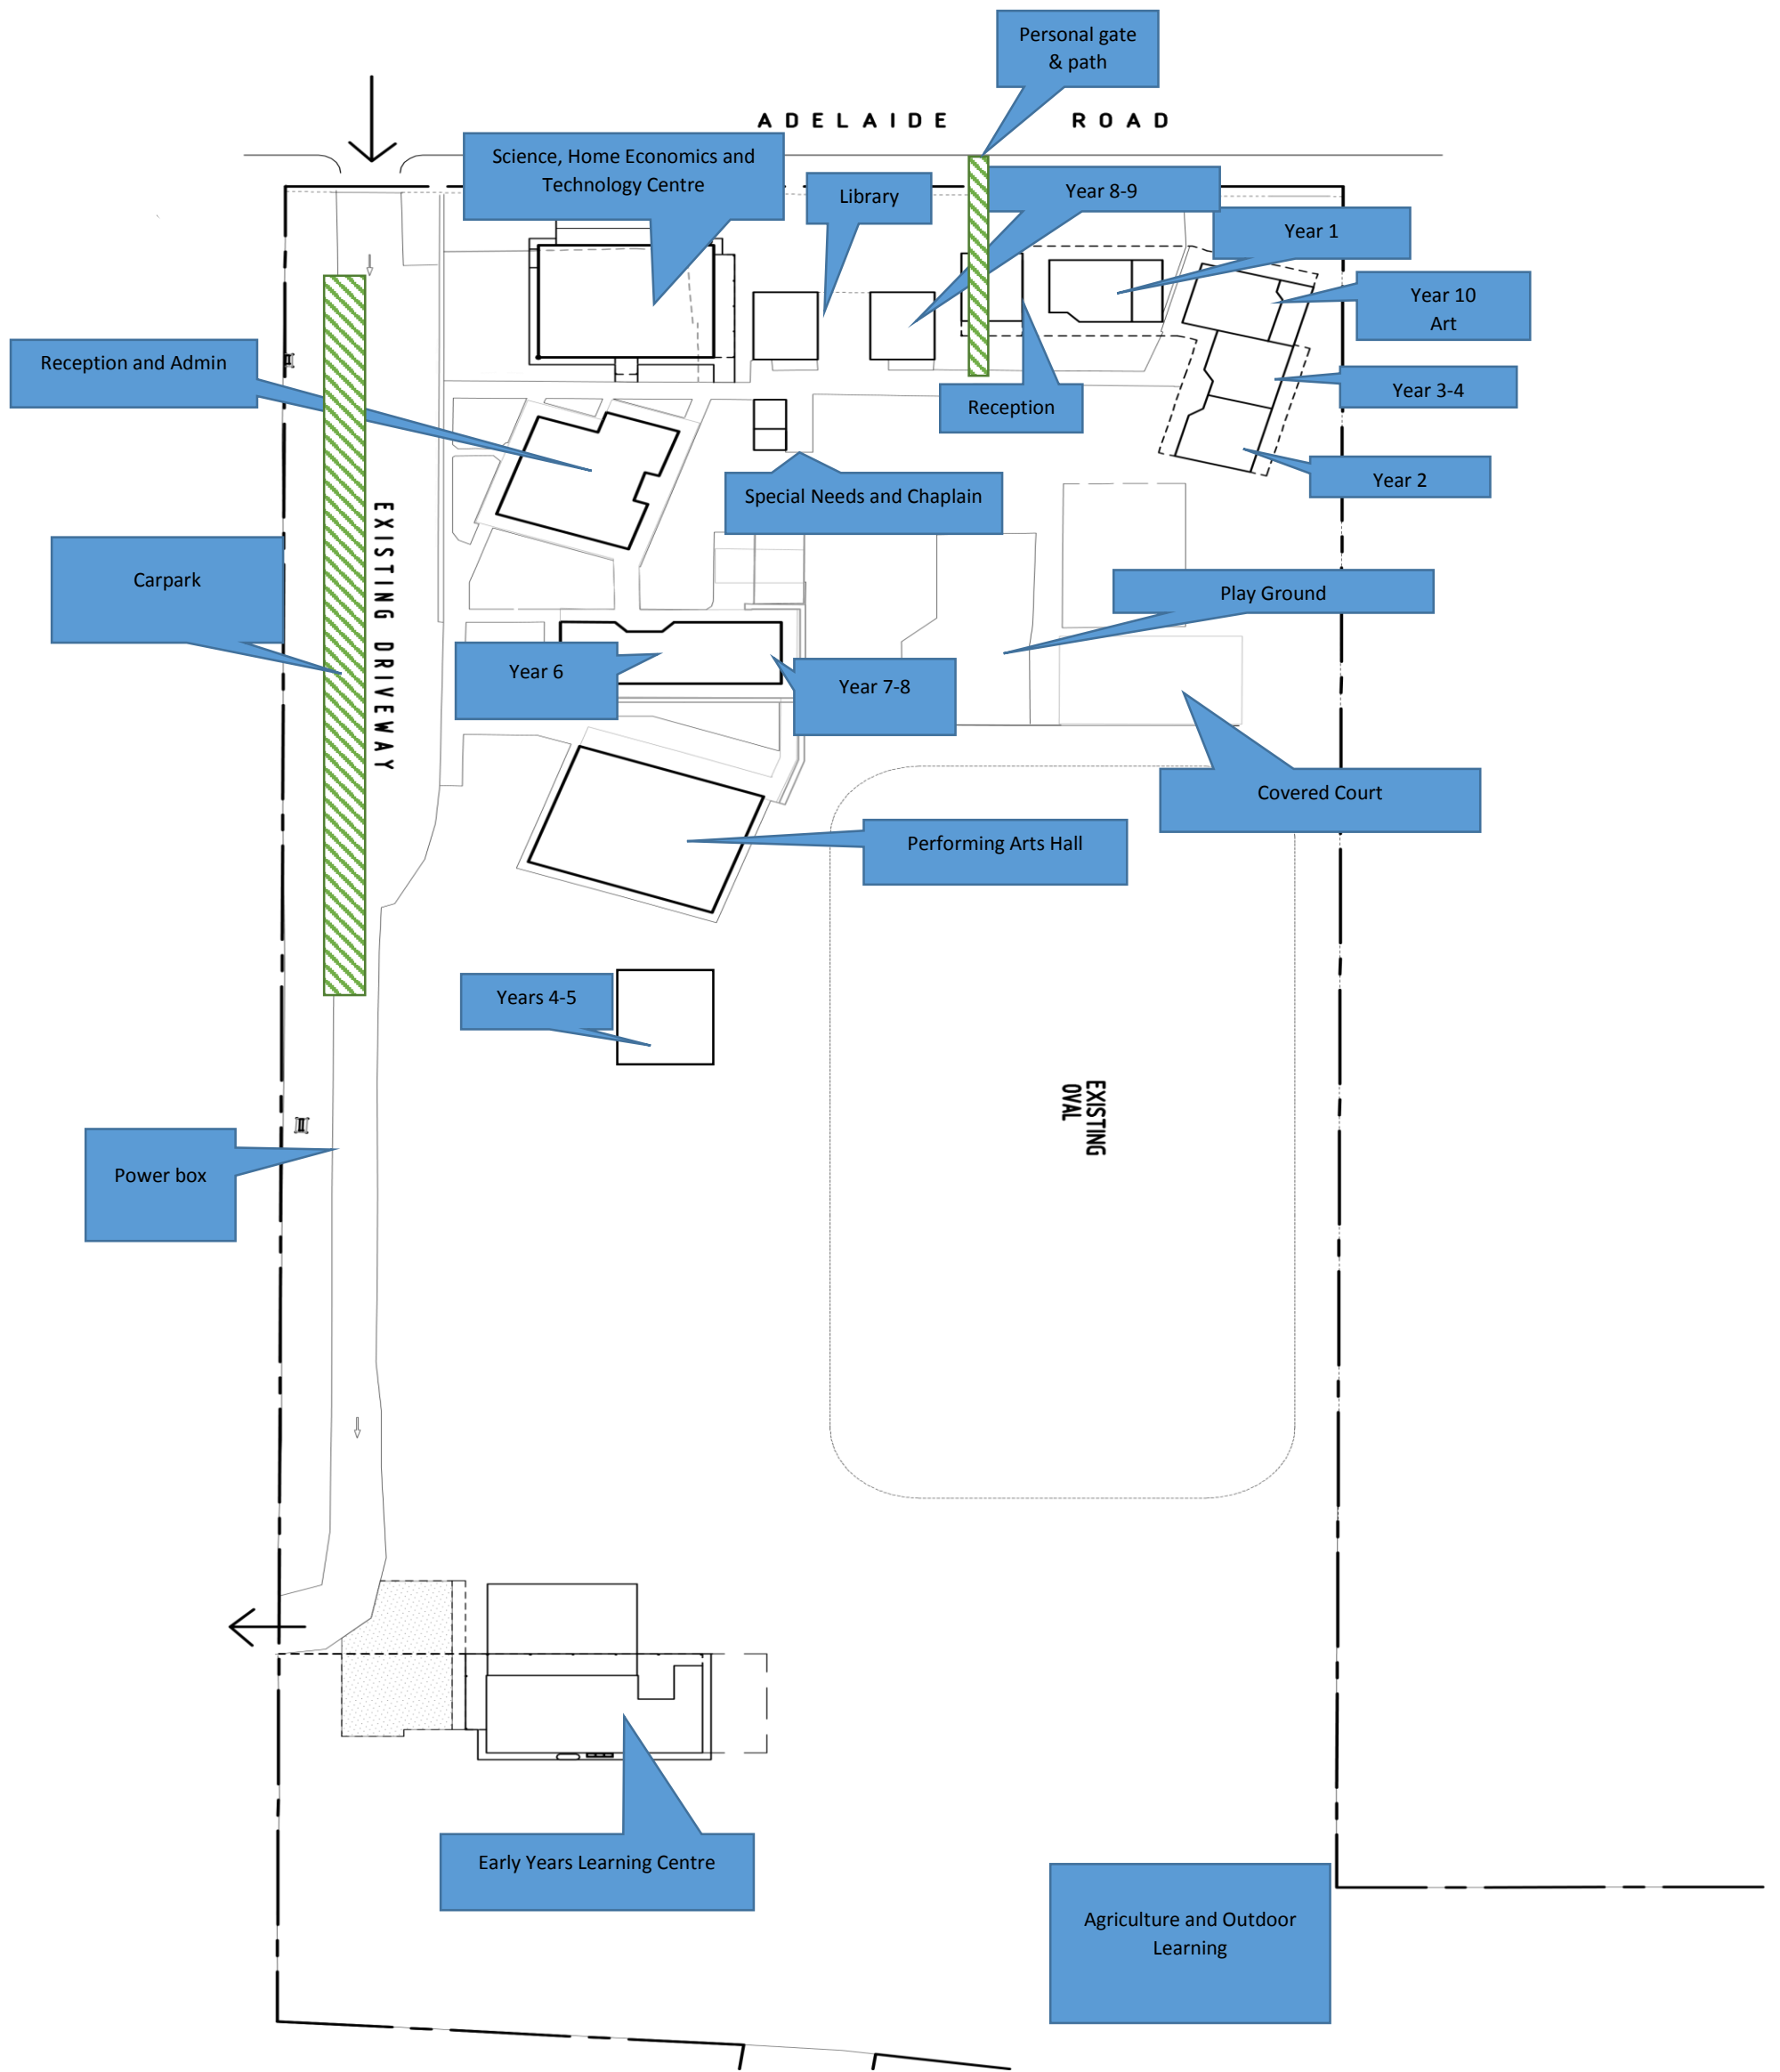 Personal gate
& path
ADELAIDE ROAD
Science, Home Economics and
Technology Centre
Library
Year 8-9
Year 1
Year 10
Art
Reception and Admin
Year 3-4
Reception
Year 2
Special Needs and Chaplain
EXISTING DRIVEWAY
Carpark
Play Ground
Year 6
Year 7-8
Covered Court
Performing Arts Hall
Years 4-5
EXISTING
OVAL
Power box
Early Years Learning Centre
Agriculture and Outdoor
Learning